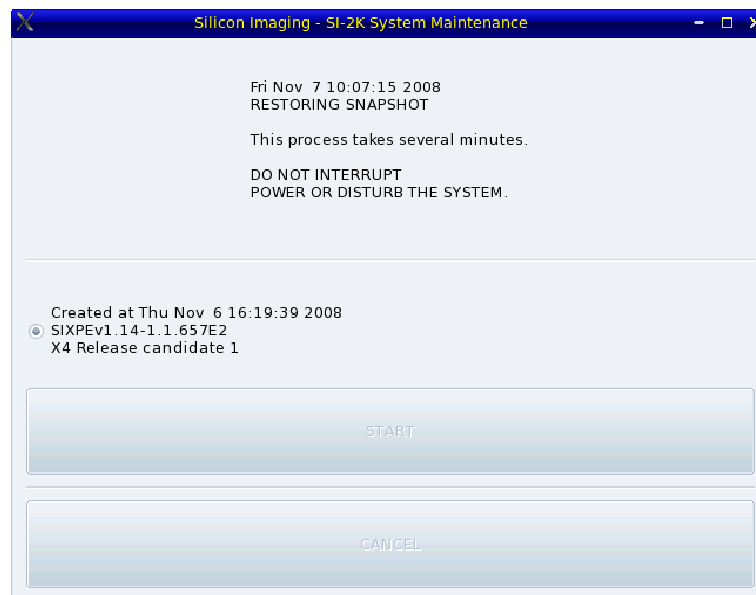 Silicon Imaging - SI-2K System Maintenance
Fri Nov  7 10:07:15 2008
RESTORING SNAPSHOT
This process takes several minutes.
DO NOT INTERRUPT
POWER OR DISTURB THE SYSTEM.
Created at Thu Nov  6 16:19:39 2008
SIXPEv1.14-1.1.657E2
X4 Release candidate 1
START
CANCEL